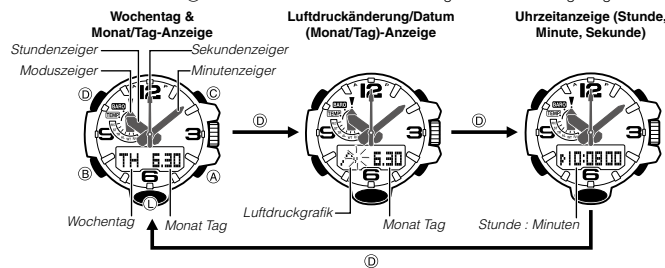 Wochentag &
Monat/Tag-Anzeige
Luftdruckänderung/Datum
(Monat/Tag)-Anzeige
Uhrzeitanzeige (Stunde,
Minute, Sekunde)
Stundenzeiger
Sekundenzeiger
Moduszeiger
Minutenzeiger
D
C
B
A
L
BARO
TEMP
12
3
6
TH 6.30
D
BARO
TEMP
12
3
6
6.30
D
BARO
TEMP
12
3
6
P10:08 00
Wochentag
Monat Tag
Luftdruckgrafik
Monat Tag
Stunde : Minuten
D